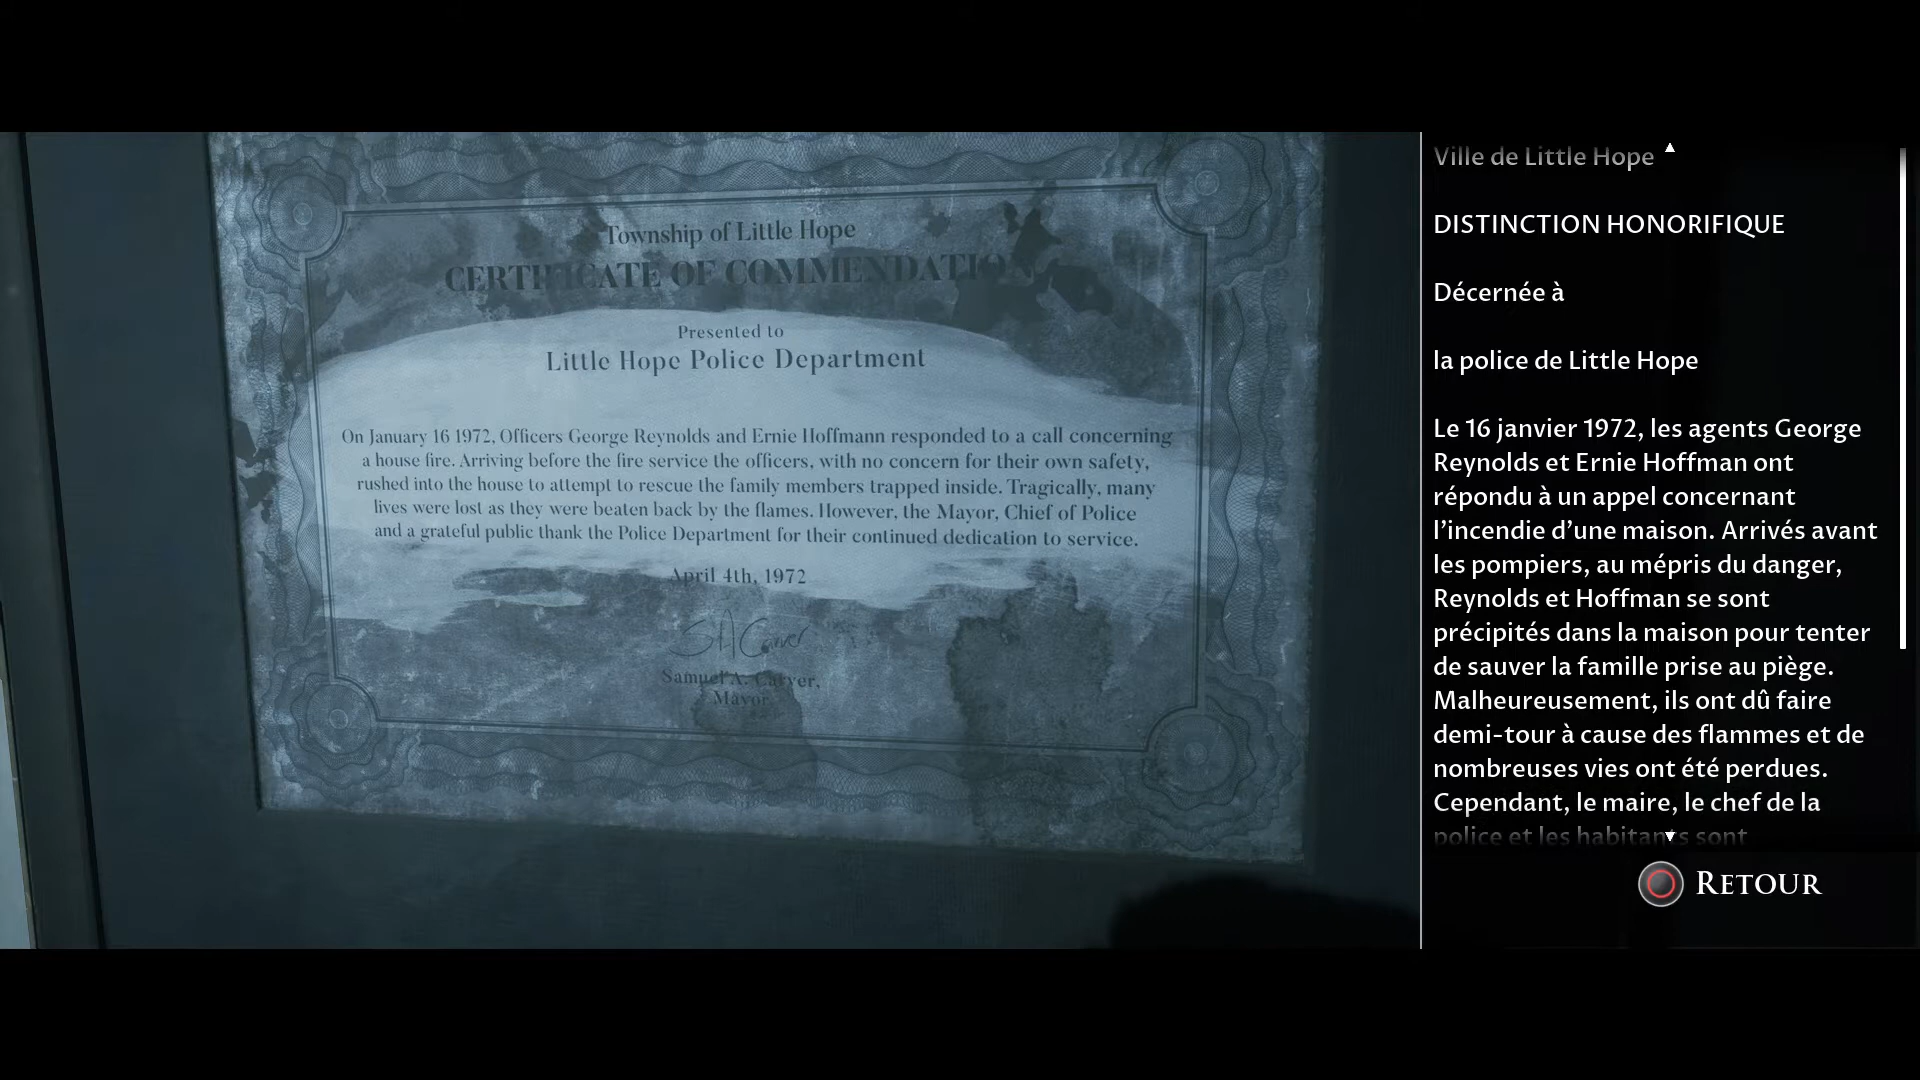 Township of Little Hope
CERTIFICATE OF COMMENDATION
Presented to
Little Hope Police Department
On January 16 1972, Officers George Reynolds and Ernie Hoffmann responded to a call concerning
a house fire. Arriving before the fire service the officers, with no concern for their own safety,
rushed into the house to attempt to rescue the family members trapped inside. Tragically, many
lives were lost as they were beaten back by the flames. However, the Mayor, Chief of Police
and a grateful public thank the Police Department for their continued dedication to service.
April 4th, 1972
SACarver
Samuel A. Carver,
Mayor
Ville de Little Hope
DISTINCTION HONORIFIQUE
Décernée à
la police de Little Hope
Le 16 janvier 1972, les agents George
Reynolds et Ernie Hoffman ont
répondu à un appel concernant
l'incendie d'une maison. Arrivés avant
les pompiers, au mépris du danger,
Reynolds et Hoffman se sont
précipités dans la maison pour tenter
de sauver la famille prise au piège.
Malheureusement, ils ont dû faire
demi-tour à cause des flammes et de
nombreuses vies ont été perdues.
Cependant, le maire, le chef de la
police et les habitants sont
RETOUR